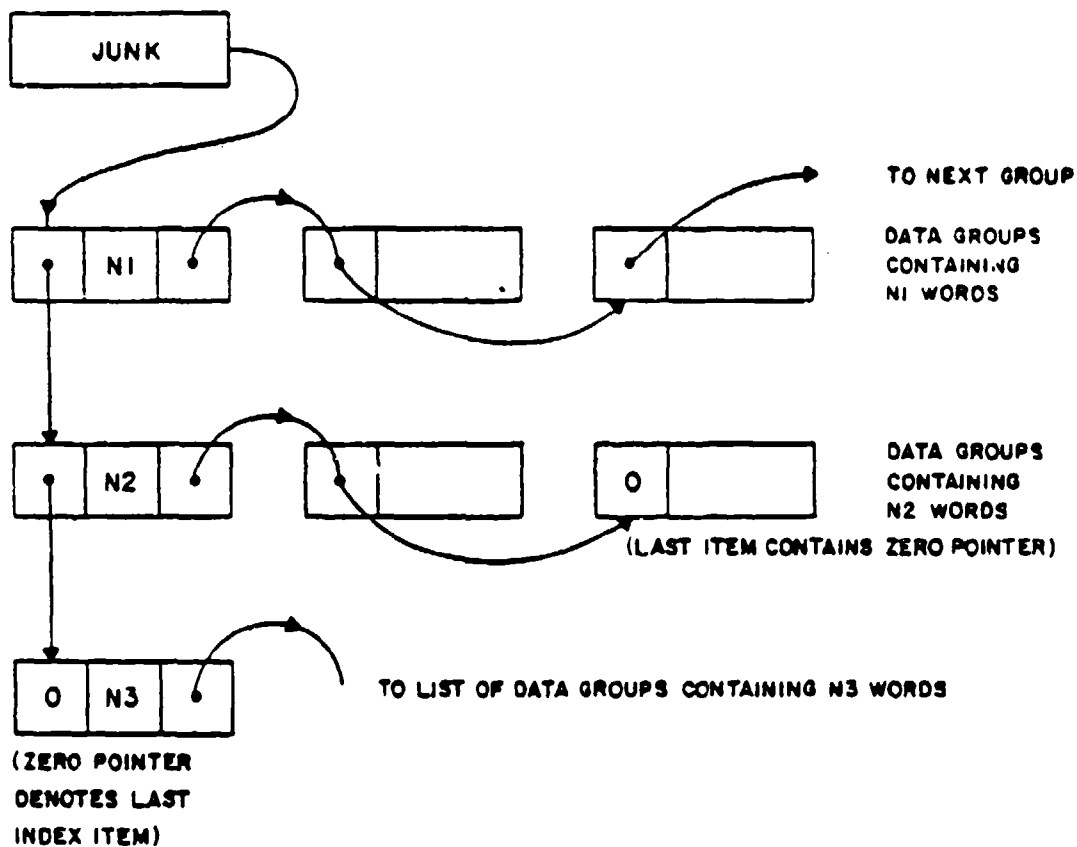 JUNK
TO NEXT GROUP
N1
DATA GROUPS
CONTAINING
N1 WORDS
N2
0
DATA GROUPS
CONTAINING
N2 WORDS
(LAST ITEM CONTAINS ZERO POINTER)
0 N3
TO LIST OF DATA GROUPS CONTAINING N3 WORDS
(ZERO POINTER
DENOTES LAST
INDEX ITEM)